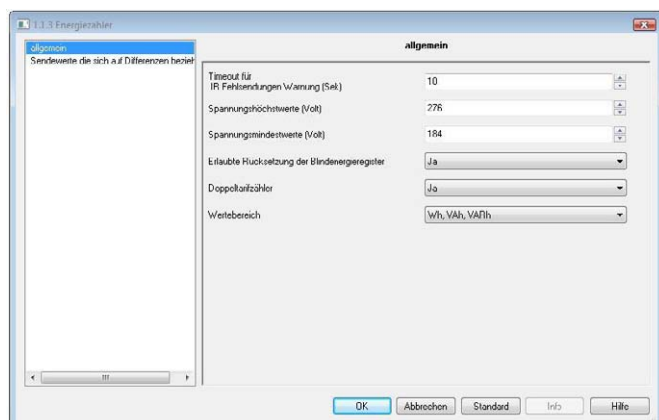 1.1.3 Energiezähler
allgemein
Sendewerte die sich auf Differenzen bezieh
allgemein
Timeout für
IR Fehlsendungen Warnung (Sek)
10
Spannungshöchstwerte (Volt)
276
Spannungsmindestwerte (Volt)
184
Erlaubte Rücksetzung der Blindenergieregister
Ja
Doppeltarifzähler
Ja
Wertebereich
Wh, VAh, VARh
OK
Abbrechen
Standard
Info
Hilfe